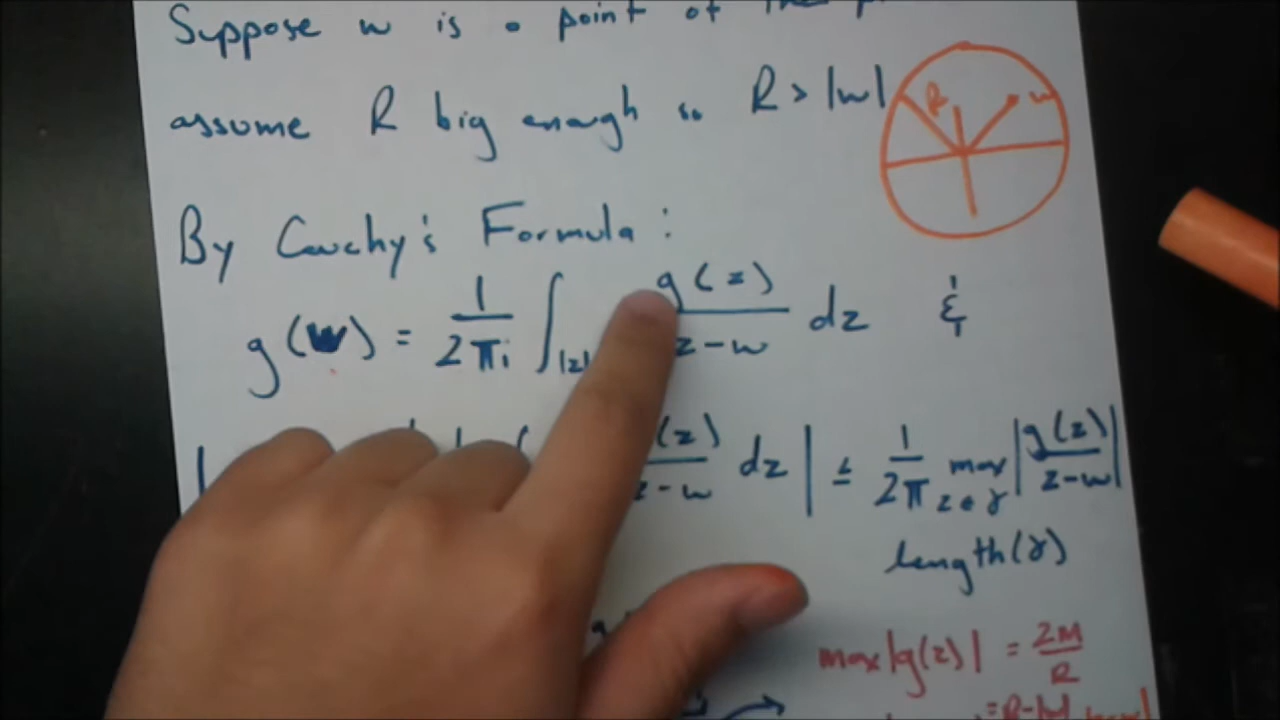 Suppose w is a point of the
assume R big enough so R > |w|
R w
By Cauchy's Formula :
g(w) = 1/2πi ∫|z| g(z)/z-w dz &
| (z)/z-w dz | ≤ 1/2π max z∈γ |g(z)/z-w|
length(γ)
max|g(z)| = 2M/R
= R-|w|